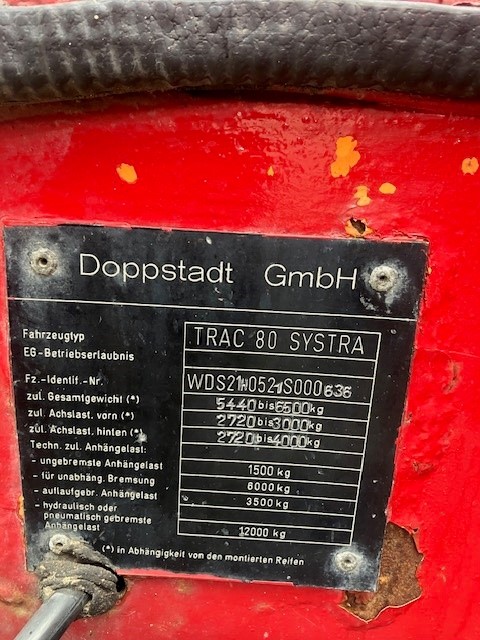 Doppstadt GmbH
Fahrzeugtyp TRAC 80 SYSTRA
EG-Betriebserlaubnis
Fz.-Identif.-Nr. WDS21H0521S000636
zul. Gesamtgewicht (*) 5440 bis 6500 kg
zul. Achslast. vorn (*) 2720 bis 3000 kg
zul. Achslast. hinten (*) 2720 bis 4000 kg
Techn. zul. Anhängelast:
- ungebremste Anhängelast 1500 kg
- für unabhäng. Bremsung 6000 kg
- auflaufgebr. Anhängelast 3500 kg
- hydraulisch oder
pneumatisch gebremste
Anhängelast 12000 kg
(*) in Abhängigkeit von den montierten Reifen